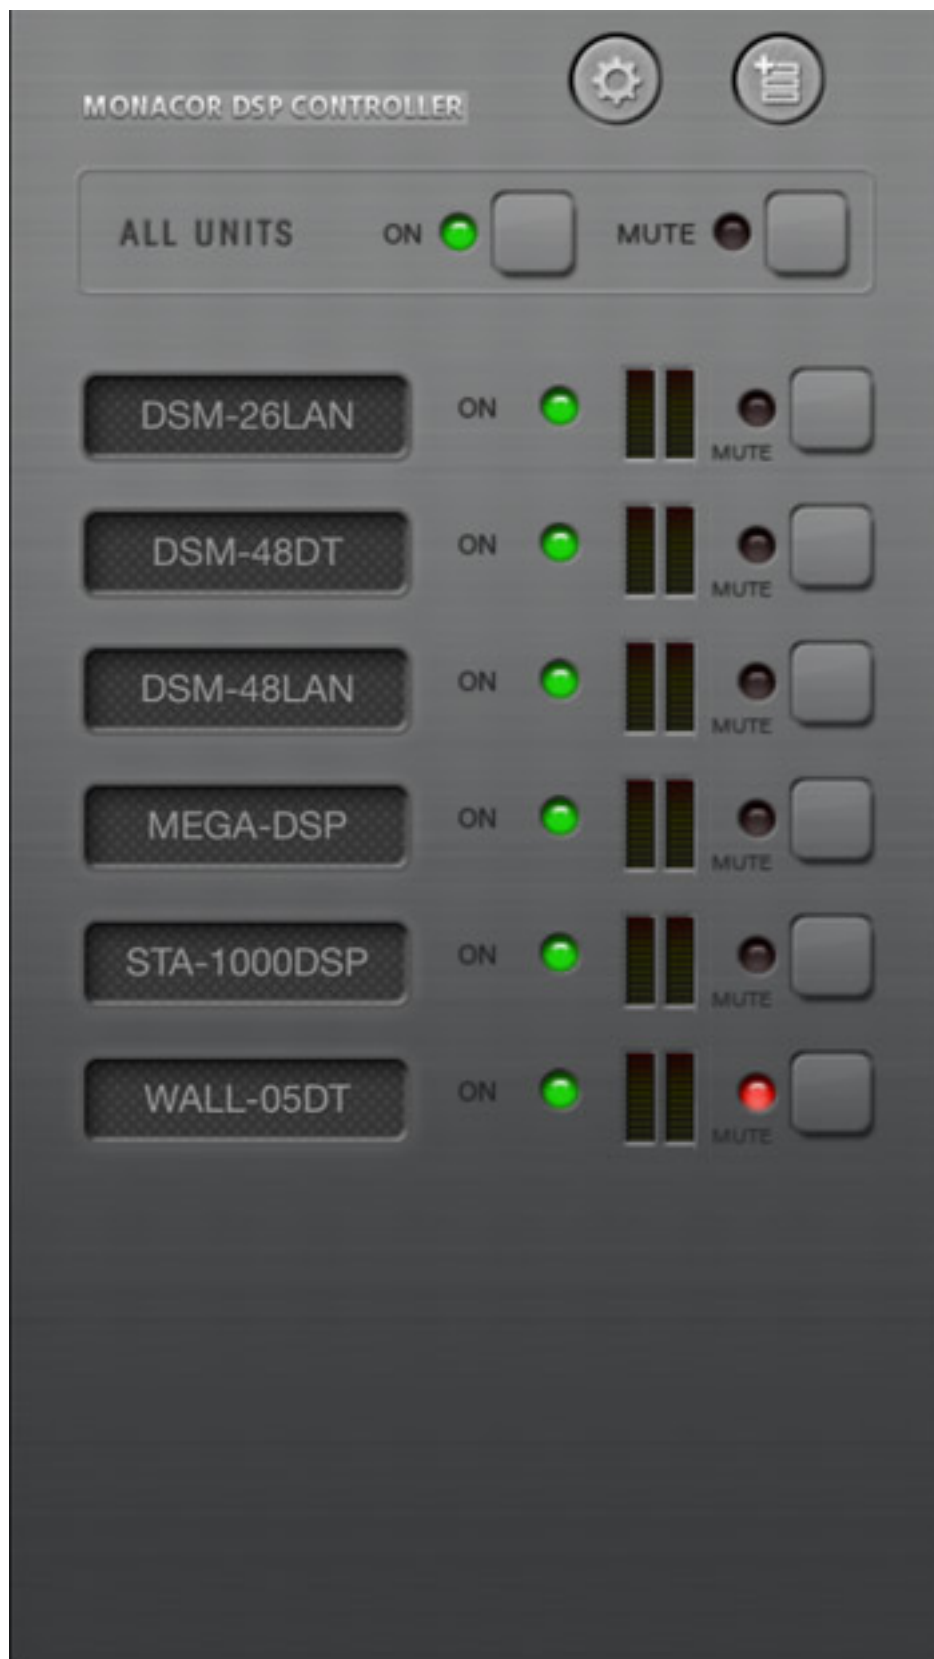 MONACOR DSP CONTROLLER
ALL UNITS ON MUTE
DSM-26LAN ON MUTE
DSM-48DT ON MUTE
DSM-48LAN ON MUTE
MEGA-DSP ON MUTE
STA-1000DSP ON MUTE
WALL-05DT ON MUTE